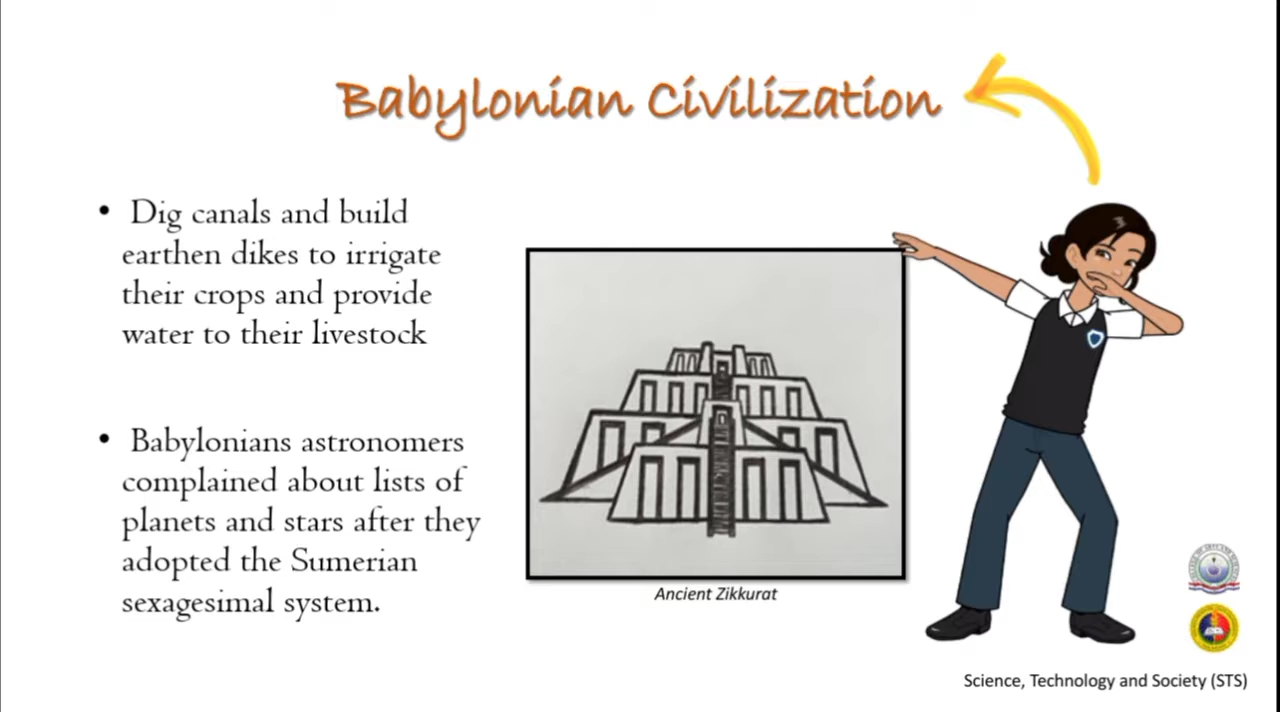 Babylonian Civilization
• Dig canals and build
earthen dikes to irrigate
their crops and provide
water to their livestock
• Babylonians astronomers
complained about lists of
planets and stars after they
adopted the Sumerian
sexagesimal system.
Ancient Zikkurat
Science, Technology and Society (STS)